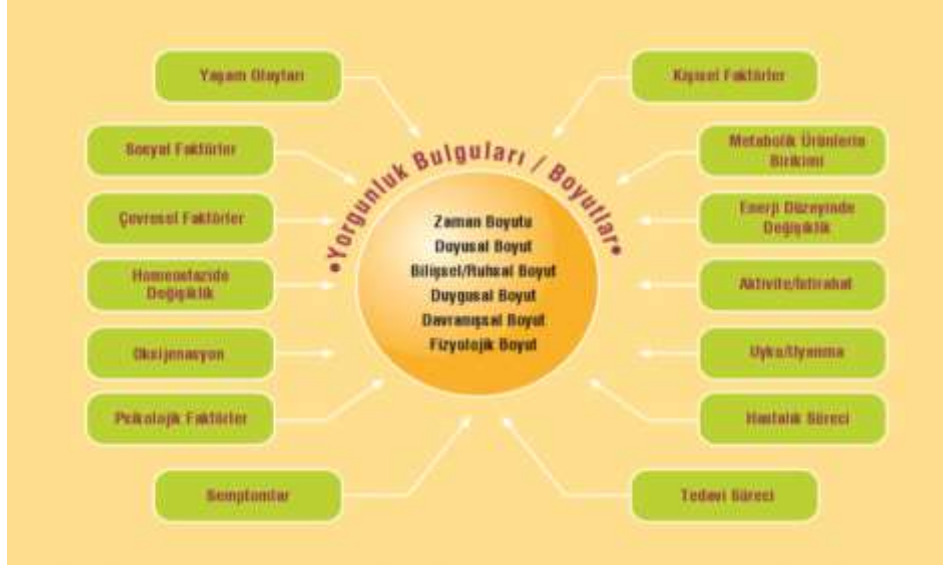 Yaşam Olayları
Kişisel Faktörler
Sosyal Faktörler
Metabolik Ürünlerin
Birikimi
•Yorgunluk Bulguları / Boyutlar•
Çevresel Faktörler
Enerji Düzeyinde
Değişiklik
Zaman Boyutu
Duyusal Boyut
Bilişsel/Ruhsal Boyut
Duygusal Boyut
Davranışsal Boyut
Fizyolojik Boyut
Homeostazide
Değişiklik
Aktivite/İstirahat
Oksijenasyon
Uyku/Uyanma
Psikolojik Faktörler
Hastalık Süreci
Semptomlar
Tedavi Süreci